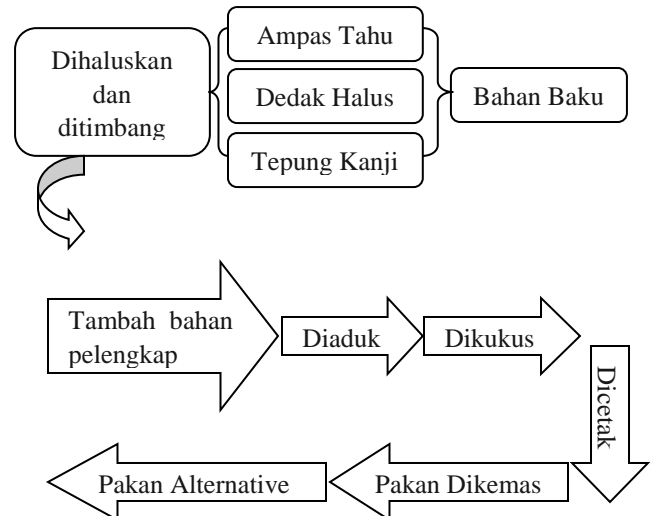 Dihaluskan
dan
ditimbang
Ampas Tahu
Dedak Halus
Tepung Kanji
Bahan Baku
Tambah bahan
pelengkap
Diaduk
Dikukus
Dicetak
Pakan Dikemas
Pakan Alternative